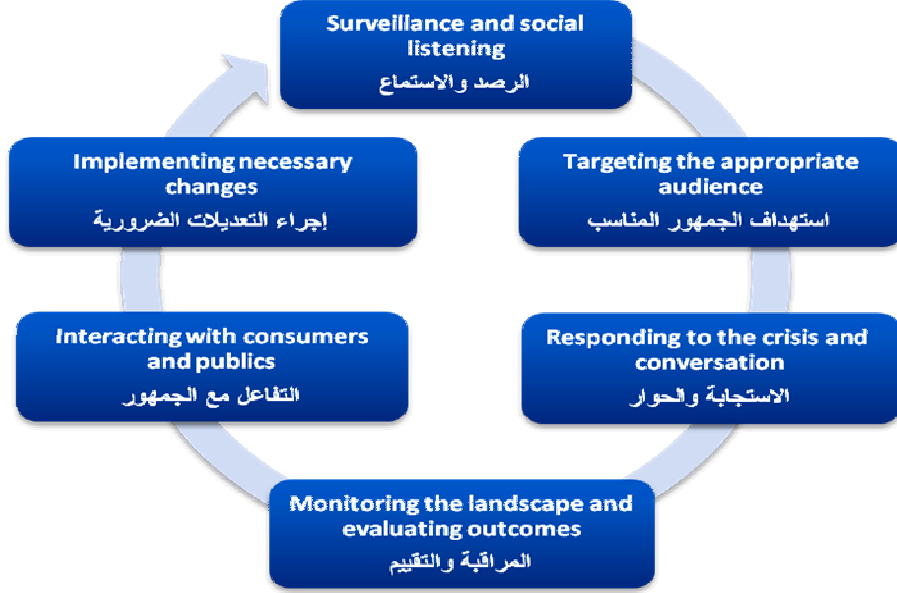 Surveillance and social
listening
الرصد والاستماع
Targeting the appropriate
audience
استهداف الجمهور المناسب
Responding to the crisis and
conversation
الاستجابة والحوار
Monitoring the landscape and
evaluating outcomes
المراقبة والتقييم
Interacting with consumers
and publics
التفاعل مع الجمهور
Implementing necessary
changes
إجراء التعديلات الضرورية